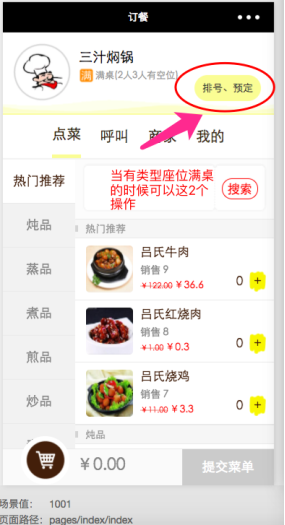 订餐
三汁焖锅
满 满桌(2人3人有空位)
排号、预定
点菜 呼叫 商家 我的
热门推荐
炖品
蒸品
煮品
煎品
炒品
当有类型座位满桌
的时候可以这2个
操作
搜索
热门推荐
吕氏牛肉
销售 9
¥122.00 ¥36.6
0 +
吕氏红烧肉
销售 8
¥1.00 ¥0.3
0 +
吕氏烧鸡
销售 7
¥11.00 ¥3.3
0 +
炖品
¥0.00
提交菜单
场景值: 1001
页面路径: pages/index/index